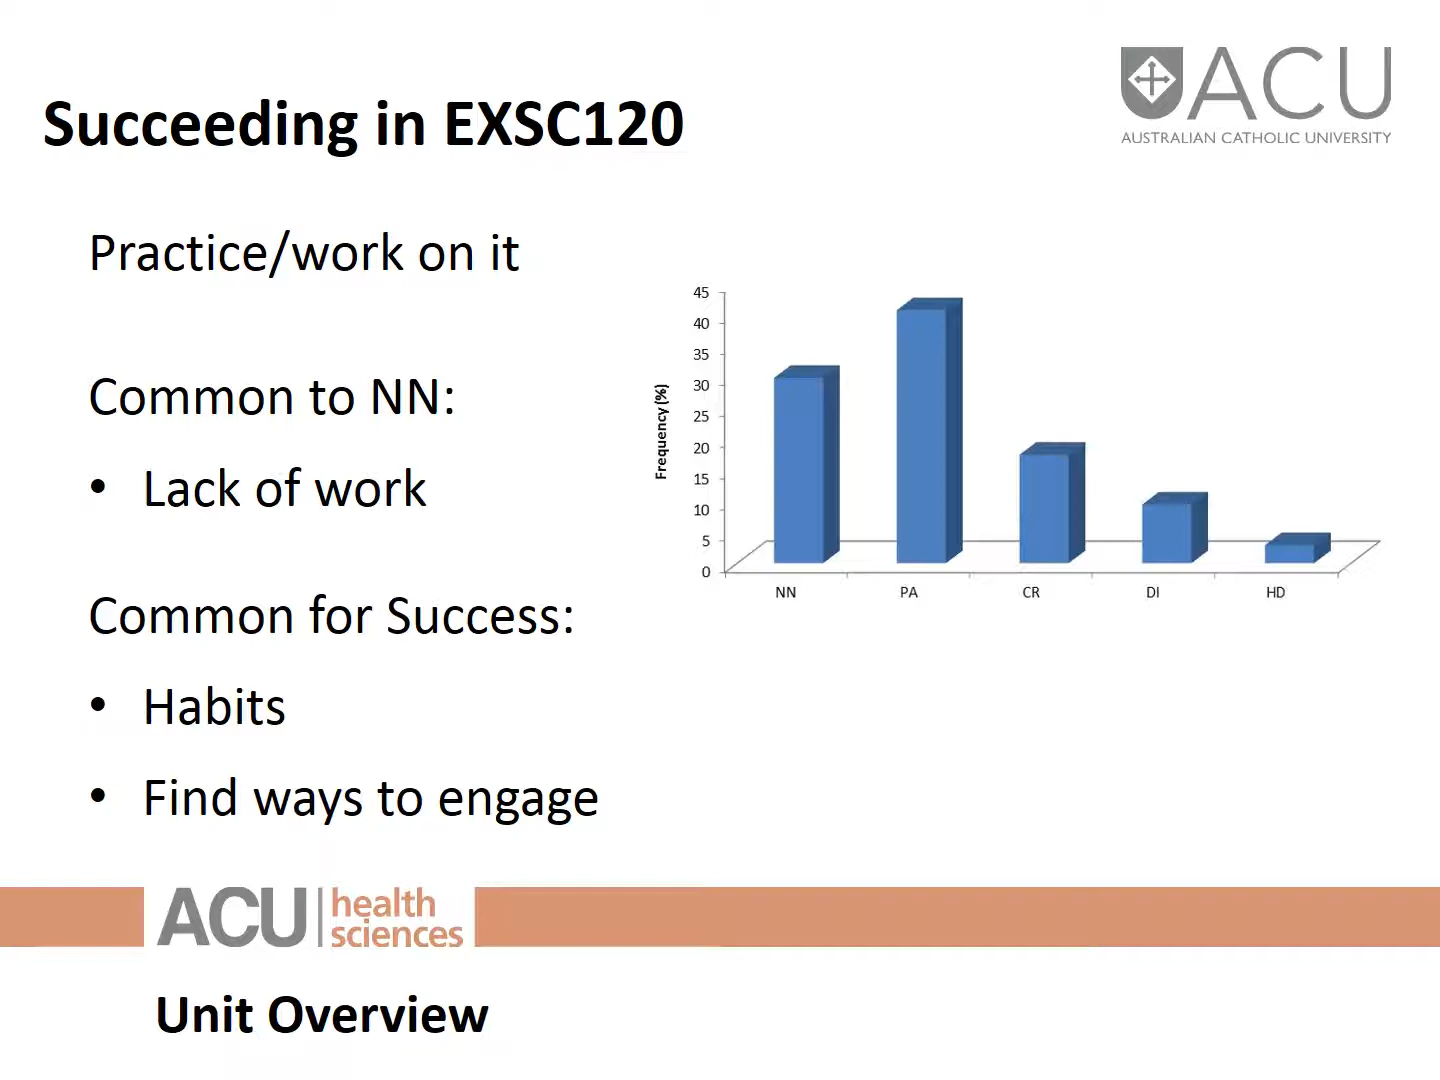 Succeeding in EXSC120
ACU
AUSTRALIAN CATHOLIC UNIVERSITY
Practice/work on it
Common to NN:
• Lack of work
Common for Success:
• Habits
• Find ways to engage
Frequency (%)
45
40
35
30
25
20
15
10
5
0
NN PA CR DI HD
ACU health
sciences
Unit Overview